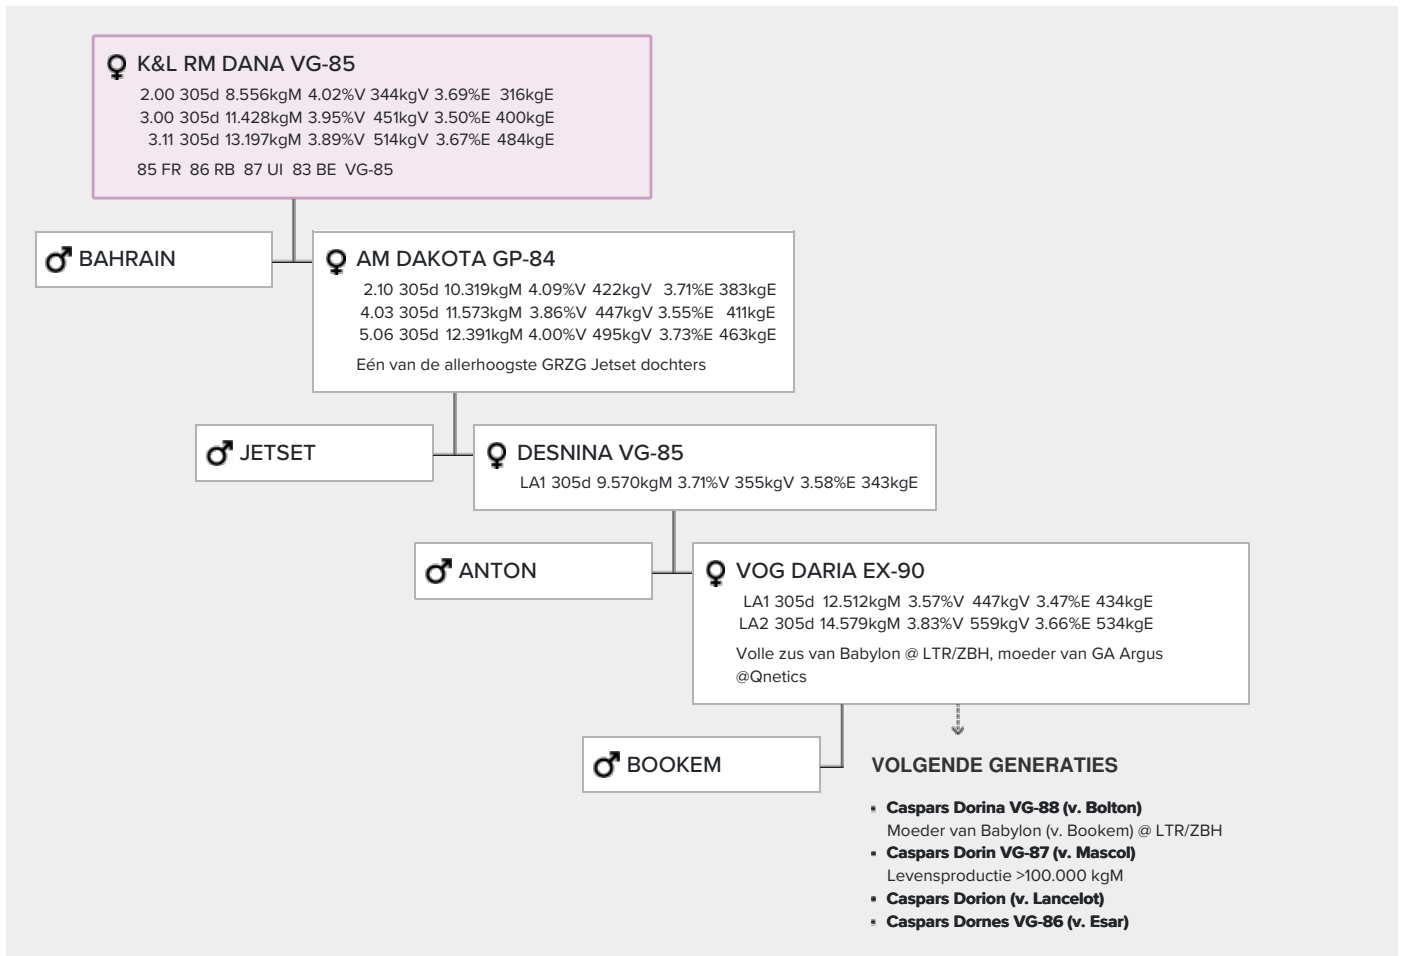 K&L RM DANA VG-85
2.00 305d 8.556kgM 4.02%V 344kgV 3.69%E 316kgE
3.00 305d 11.428kgM 3.95%V 451kgV 3.50%E 400kgE
3.11 305d 13.197kgM 3.89%V 514kgV 3.67%E 484kgE
85 FR 86 RB 87 UI 83 BE VG-85
BAHRAIN
AM DAKOTA GP-84
2.10 305d 10.319kgM 4.09%V 422kgV 3.71%E 383kgE
4.03 305d 11.573kgM 3.86%V 447kgV 3.55%E 411kgE
5.06 305d 12.391kgM 4.00%V 495kgV 3.73%E 463kgE
Eén van de allerhoogste GRZG Jetset dochters
JETSET
DESNINA VG-85
LA1 305d 9.570kgM 3.71%V 355kgV 3.58%E 343kgE
ANTON
VOG DARIA EX-90
LA1 305d 12.512kgM 3.57%V 447kgV 3.47%E 434kgE
LA2 305d 14.579kgM 3.83%V 559kgV 3.66%E 534kgE
Volle zus van Babylon @ LTR/ZBH, moeder van GA Argus
@Qnetics
BOOKEM
VOLGENDE GENERATIES
▪ Caspars Dorina VG-88 (v. Bolton)
Moeder van Babylon (v. Bookem) @ LTR/ZBH
▪ Caspars Dorin VG-87 (v. Mascol)
Levensproductie >100.000 kgM
▪ Caspars Dorion (v. Lancelot)
▪ Caspars Dornes VG-86 (v. Esar)